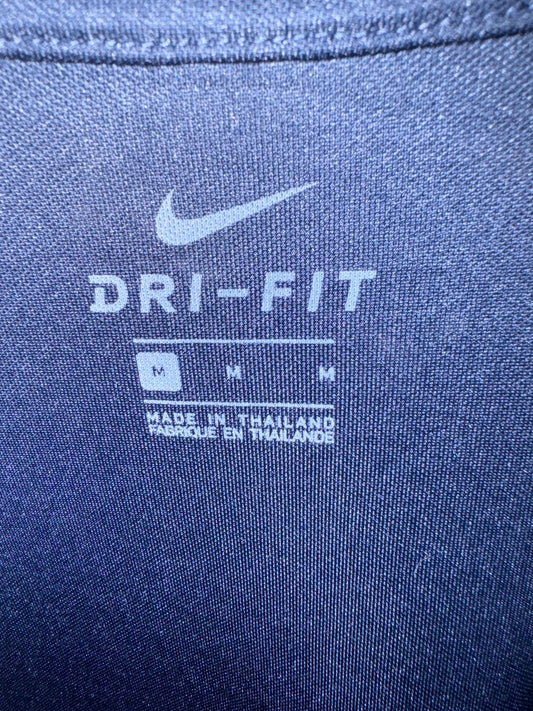 DRI-FIT
M M M
MADE IN THAILAND
FABRIQUE EN THAILANDE